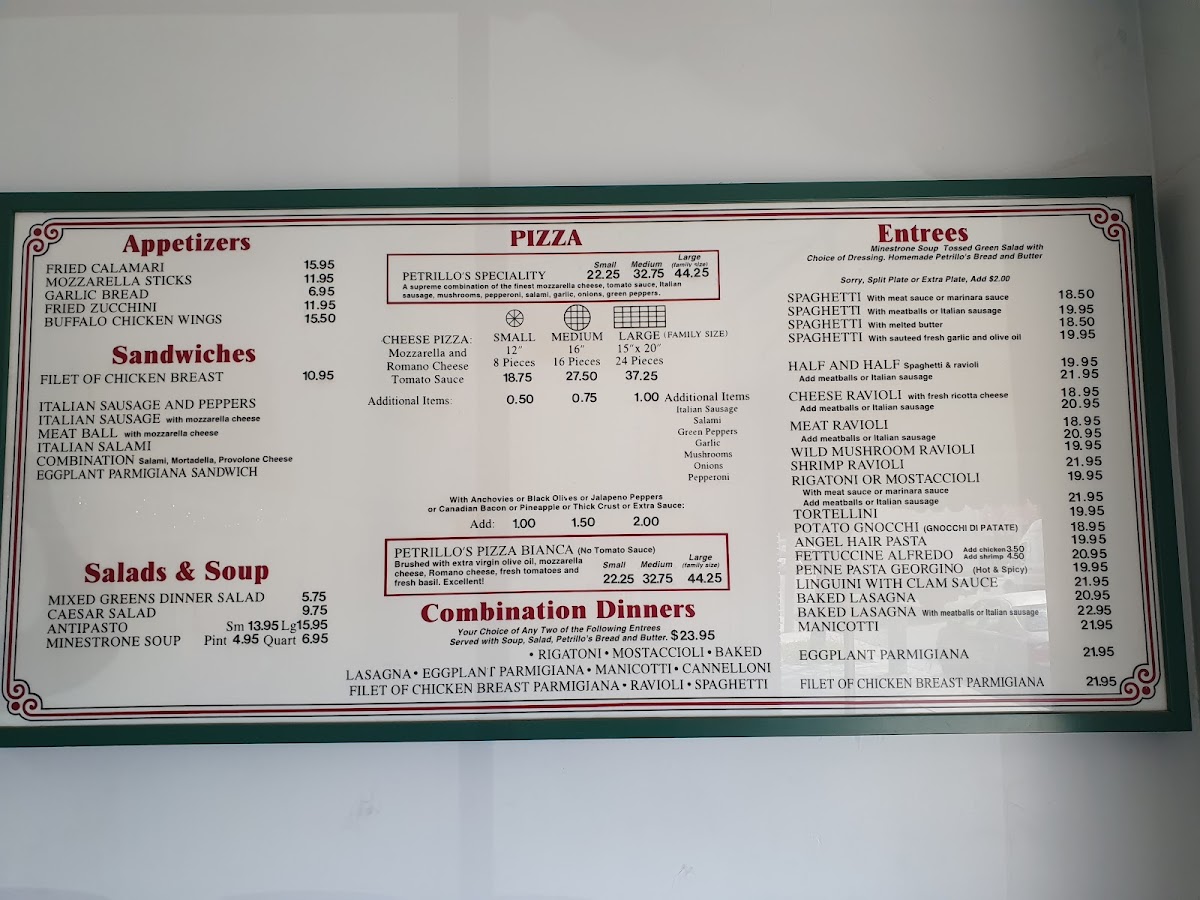 Appetizers
FRIED CALAMARI 15.95
MOZZARELLA STICKS 11.95
GARLIC BREAD 6.95
FRIED ZUCCHINI 11.95
BUFFALO CHICKEN WINGS 15.50
Sandwiches
FILET OF CHICKEN BREAST 10.95
ITALIAN SAUSAGE AND PEPPERS
ITALIAN SAUSAGE with mozzarella cheese
MEAT BALL with mozzarella cheese
ITALIAN SALAMI
COMBINATION Salami, Mortadella, Provolone Cheese
EGGPLANT PARMIGIANA SANDWICH
Salads & Soup
MIXED GREENS DINNER SALAD 5.75
CAESAR SALAD 9.75
ANTIPASTO Sm 13.95 Lg 15.95
MINESTRONE SOUP Pint 4.95 Quart 6.95
PIZZA
Small Medium Large
(family size)
PETRILLO'S SPECIALITY 22.25 32.75 44.25
A supreme combination of the finest mozzarella cheese, tomato sauce, Italian
sausage, mushrooms, pepperoni, salami, garlic, onions, green peppers.
CHEESE PIZZA: SMALL MEDIUM LARGE (FAMILY SIZE)
Mozzarella and 12" 16" 15" x 20"
Romano Cheese 8 Pieces 16 Pieces 24 Pieces
Tomato Sauce 18.75 27.50 37.25
Additional Items: 0.50 0.75 1.00 Additional Items
Italian Sausage
Salami
Green Peppers
Garlic
Mushrooms
Onions
Pepperoni
With Anchovies or Black Olives or Jalapeno Peppers
or Canadian Bacon or Pineapple or Thick Crust or Extra Sauce:
Add: 1.00 1.50 2.00
PETRILLO'S PIZZA BIANCA (No Tomato Sauce)
Brushed with extra virgin olive oil, mozzarella
cheese, Romano cheese, fresh tomatoes and
fresh basil. Excellent!
Small Medium Large
(family size)
22.25 32.75 44.25
Combination Dinners
Your Choice of Any Two of the Following Entrees
Served with Soup, Salad, Petrillo's Bread and Butter. $23.95
• RIGATONI • MOSTACCIOLI • BAKED
LASAGNA • EGGPLANT PARMIGIANA • MANICOTTI • CANNELLONI
FILET OF CHICKEN BREAST PARMIGIANA • RAVIOLI • SPAGHETTI
Entrees
Minestrone Soup Tossed Green Salad with
Choice of Dressing. Homemade Petrillo's Bread and Butter
Sorry, Split Plate or Extra Plate, Add $2.00
SPAGHETTI With meat sauce or marinara sauce 18.50
SPAGHETTI With meatballs or Italian sausage 19.95
SPAGHETTI With melted butter 18.50
SPAGHETTI With sauteed fresh garlic and olive oil 19.95
HALF AND HALF Spaghetti & ravioli 19.95
Add meatballs or Italian sausage 21.95
CHEESE RAVIOLI with fresh ricotta cheese 18.95
Add meatballs or Italian sausage 20.95
MEAT RAVIOLI 18.95
Add meatballs or Italian sausage 20.95
WILD MUSHROOM RAVIOLI 19.95
SHRIMP RAVIOLI 21.95
RIGATONI OR MOSTACCIOLI 19.95
With meat sauce or marinara sauce
Add meatballs or Italian sausage 21.95
TORTELLINI 19.95
POTATO GNOCCHI (GNOCCHI DI PATATE) 18.95
ANGEL HAIR PASTA 19.95
FETTUCCINE ALFREDO Add chicken 3.50 20.95
Add shrimp 4.50
PENNE PASTA GEORGINO (Hot & Spicy) 19.95
LINGUINI WITH CLAM SAUCE 21.95
BAKED LASAGNA 20.95
BAKED LASAGNA With meatballs or Italian sausage 22.95
MANICOTTI 21.95
EGGPLANT PARMIGIANA 21.95
FILET OF CHICKEN BREAST PARMIGIANA 21.95